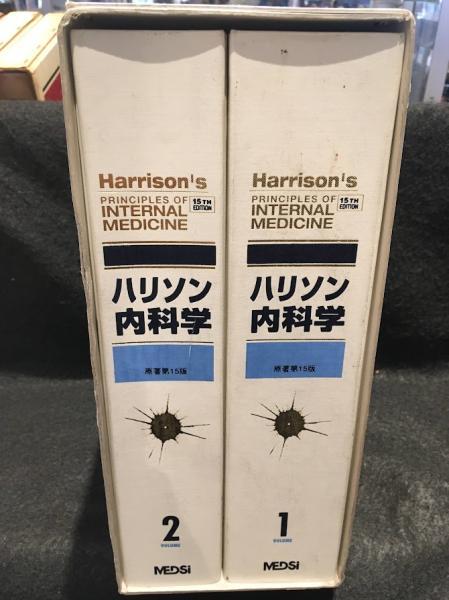 Harrison's
PRINCIPLES OF
INTERNAL
MEDICINE
15TH
EDITION
ハリソン
内科学
原著第15版
2
VOLUME
MEDSi
Harrison's
PRINCIPLES OF
INTERNAL
MEDICINE
15TH
EDITION
ハリソン
内科学
原著第15版
1
VOLUME
MEDSi